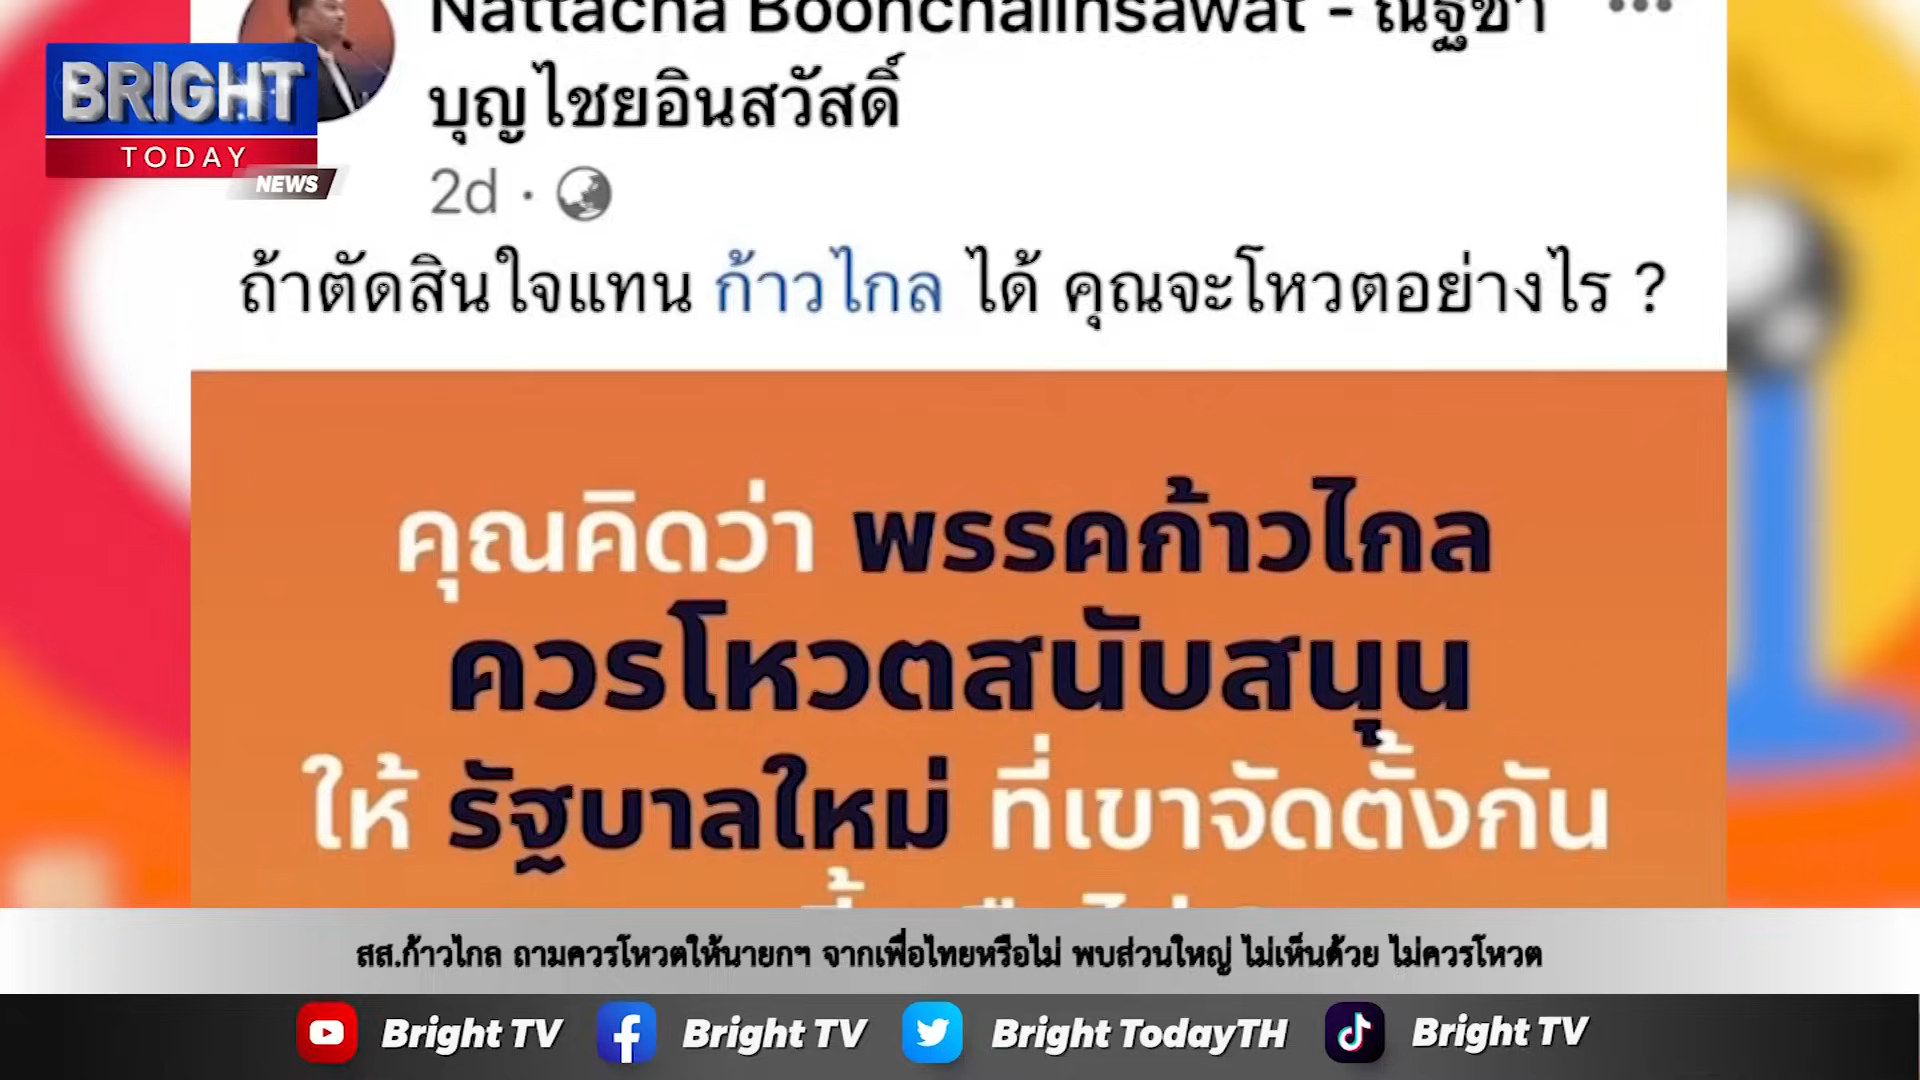 BRIGHT
TODAY
NEWS
Nattacha Boonchaiinsawat - ณัฐชา
บุญไชยอินสวัสดิ์
2d ·
ถ้าตัดสินใจแทน ก้าวไกล ได้ คุณจะโหวตอย่างไร ?
คุณคิดว่า พรรคก้าวไกล
ควรโหวตสนับสนุน
ให้ รัฐบาลใหม่ ที่เขาจัดตั้งกัน
สส.ก้าวไกล ถามควรโหวตให้นายกฯ จากเพื่อไทยหรือไม่ พบส่วนใหญ่ ไม่เห็นด้วย ไม่ควรโหวต
Bright TV Bright TV Bright TodayTH Bright TV